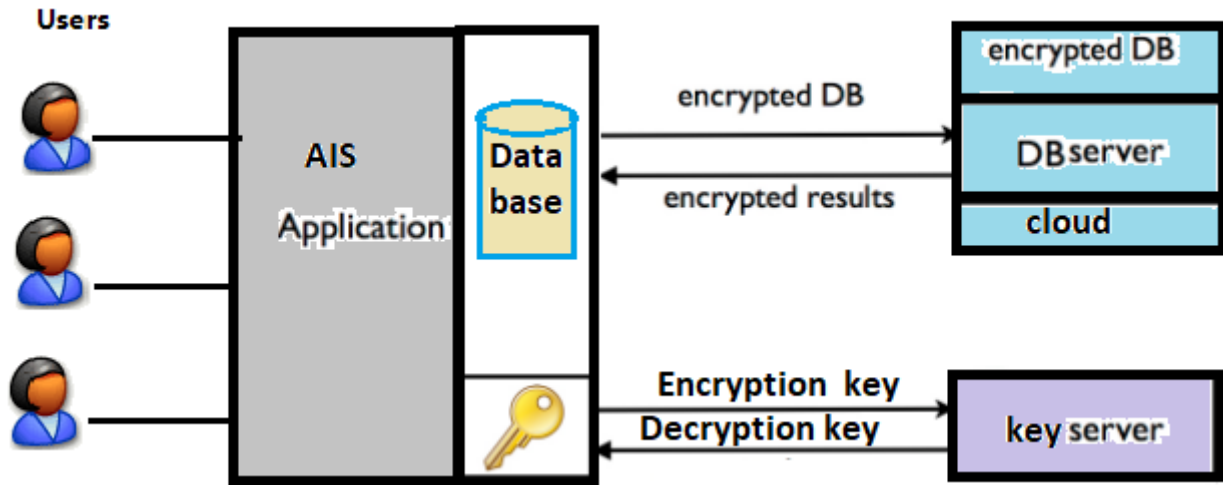 Users
AIS
Application
Data
base
encrypted DB
encrypted results
encrypted DB
DB server
cloud
Encryption key
Decryption key
key server